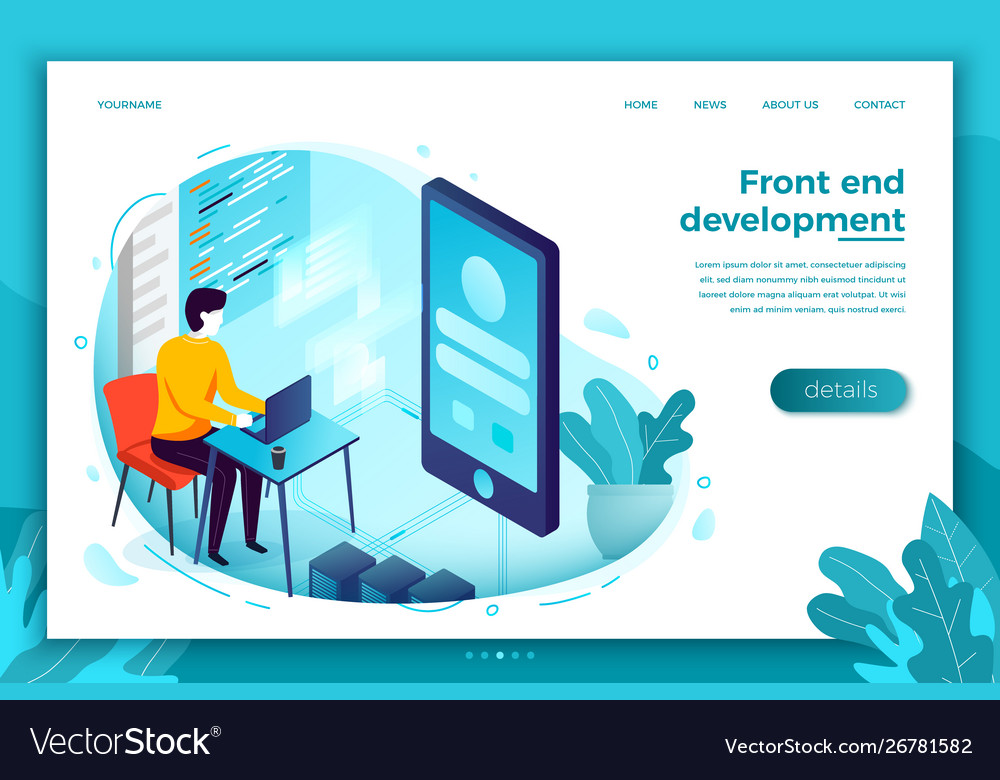 YOURNAME
HOME NEWS ABOUT US CONTACT
Front end
development
Lorem ipsum dolor sit amet, consectetuer adipiscing
elit, sed diam nonummy nibh euismod tincidunt ut
laoreet dolore magna aliquam erat volutpat. Ut wisi
enim ad minim veniam, quis nostrud exerci.
details
VectorStock®
VectorStock.com/26781582